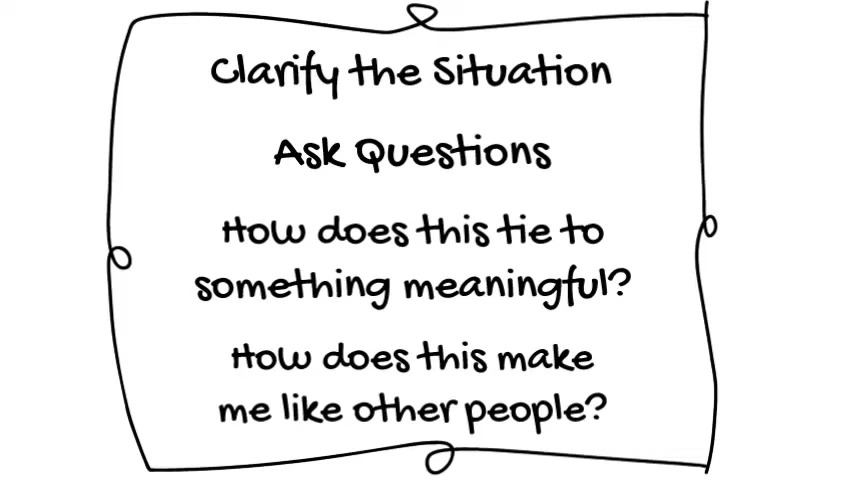 Clarify the Situation
Ask Questions
How does this tie to
something meaningful?
How does this make
me like other people?